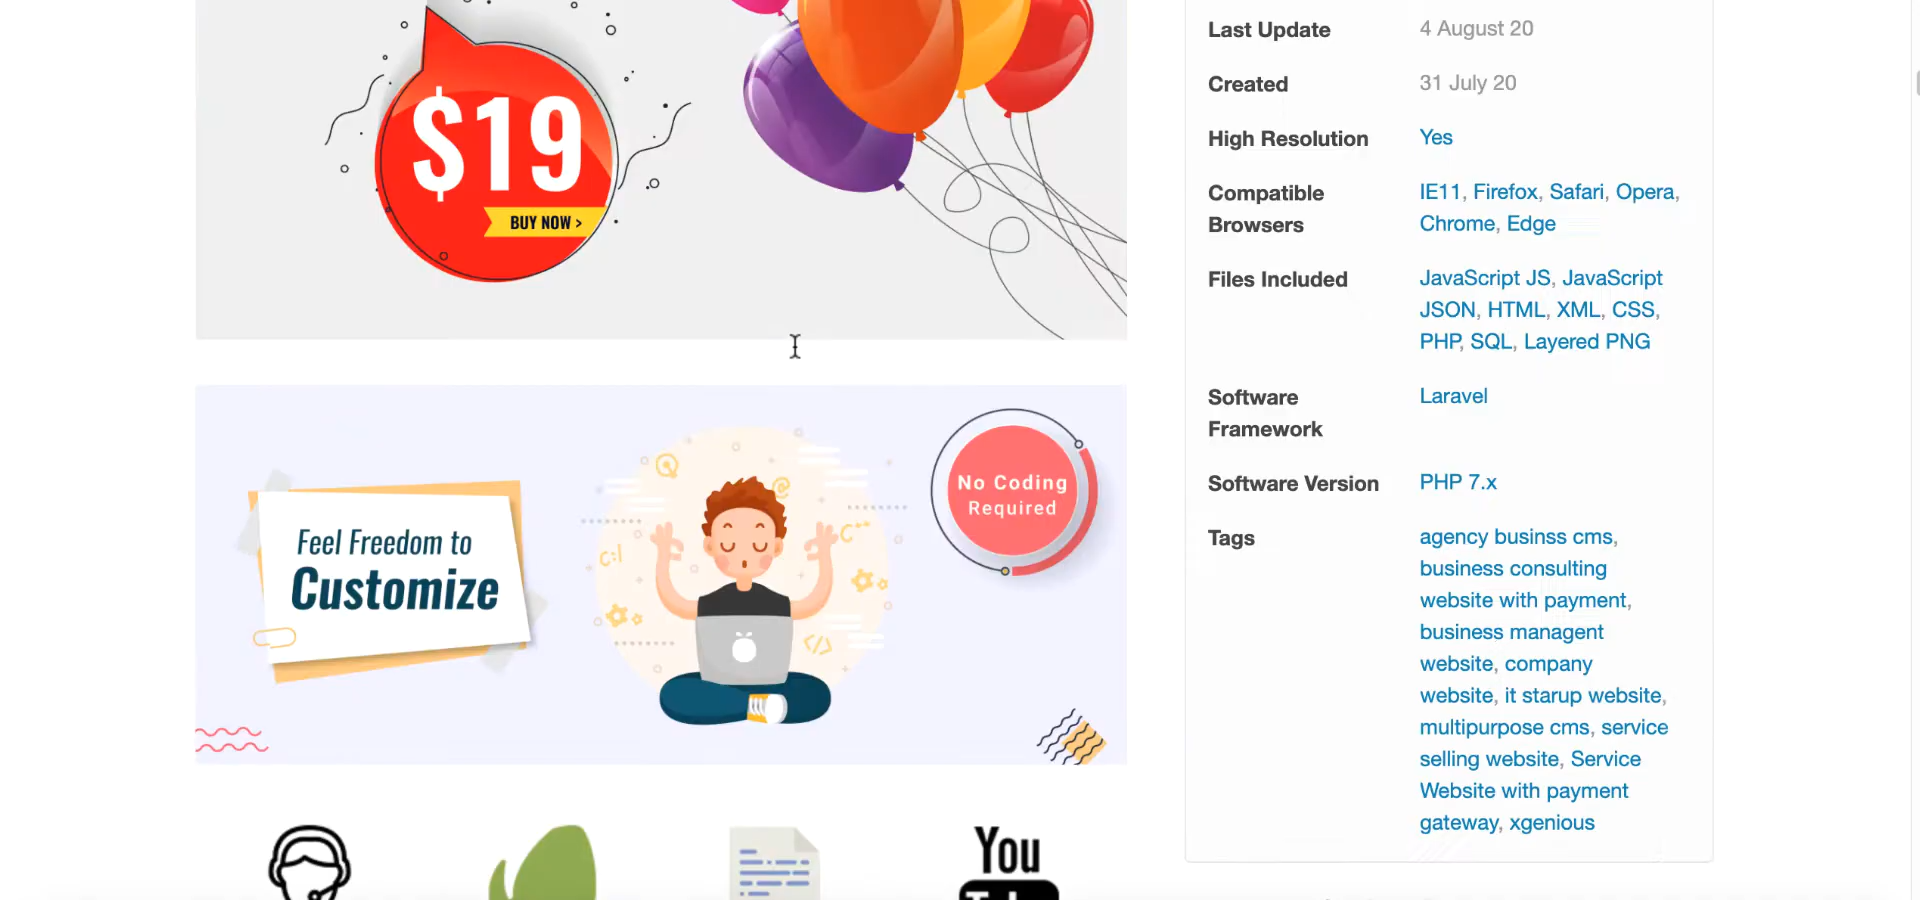 $19
BUY NOW >
Feel Freedom to
Customize
No Coding
Required
C:\
@
C++
</>
You
Last Update
4 August 20
Created
31 July 20
High Resolution
Yes
Compatible
Browsers
IE11, Firefox, Safari, Opera,
Chrome, Edge
Files Included
JavaScript JS, JavaScript
JSON, HTML, XML, CSS,
PHP, SQL, Layered PNG
Software
Framework
Laravel
Software Version
PHP 7.x
Tags
agency businss cms,
business consulting
website with payment,
business managent
website, company
website, it starup website,
multipurpose cms, service
selling website, Service
Website with payment
gateway, xgenious